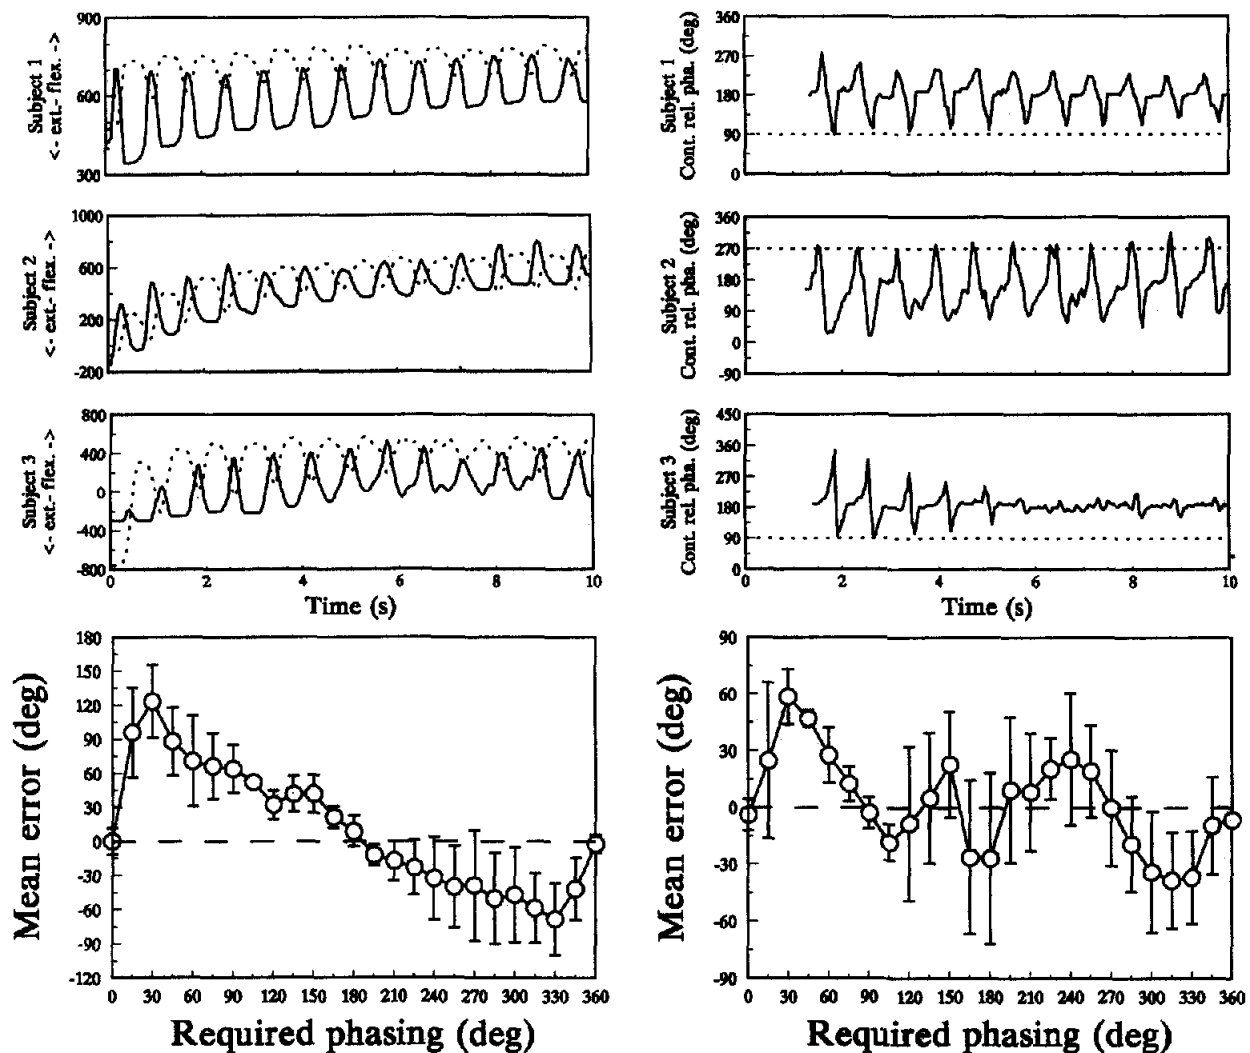 Subject 1
<- ext.- flex. ->
900
600
300
Subject 1
Cont. rel. pha. (deg)
360
270
180
90
0
Subject 2
<- ext.- flex. ->
1000
600
200
-200
Subject 2
Cont. rel. pha. (deg)
360
270
180
90
0
-90
Subject 3
<- ext.- flex. ->
800
400
0
-400
-800
0 2 4 6 8 10
Time (s)
Subject 3
Cont. rel. pha. (deg)
450
360
270
180
90
0
0 2 4 6 8 10
Time (s)
Mean error (deg)
180
150
120
90
60
30
0
-30
-60
-90
-120
0 30 60 90 120 150 180 210 240 270 300 330 360
Required phasing (deg)
Mean error (deg)
90
60
30
0
-30
-60
-90
0 30 60 90 120 150 180 210 240 270 300 330 360
Required phasing (deg)